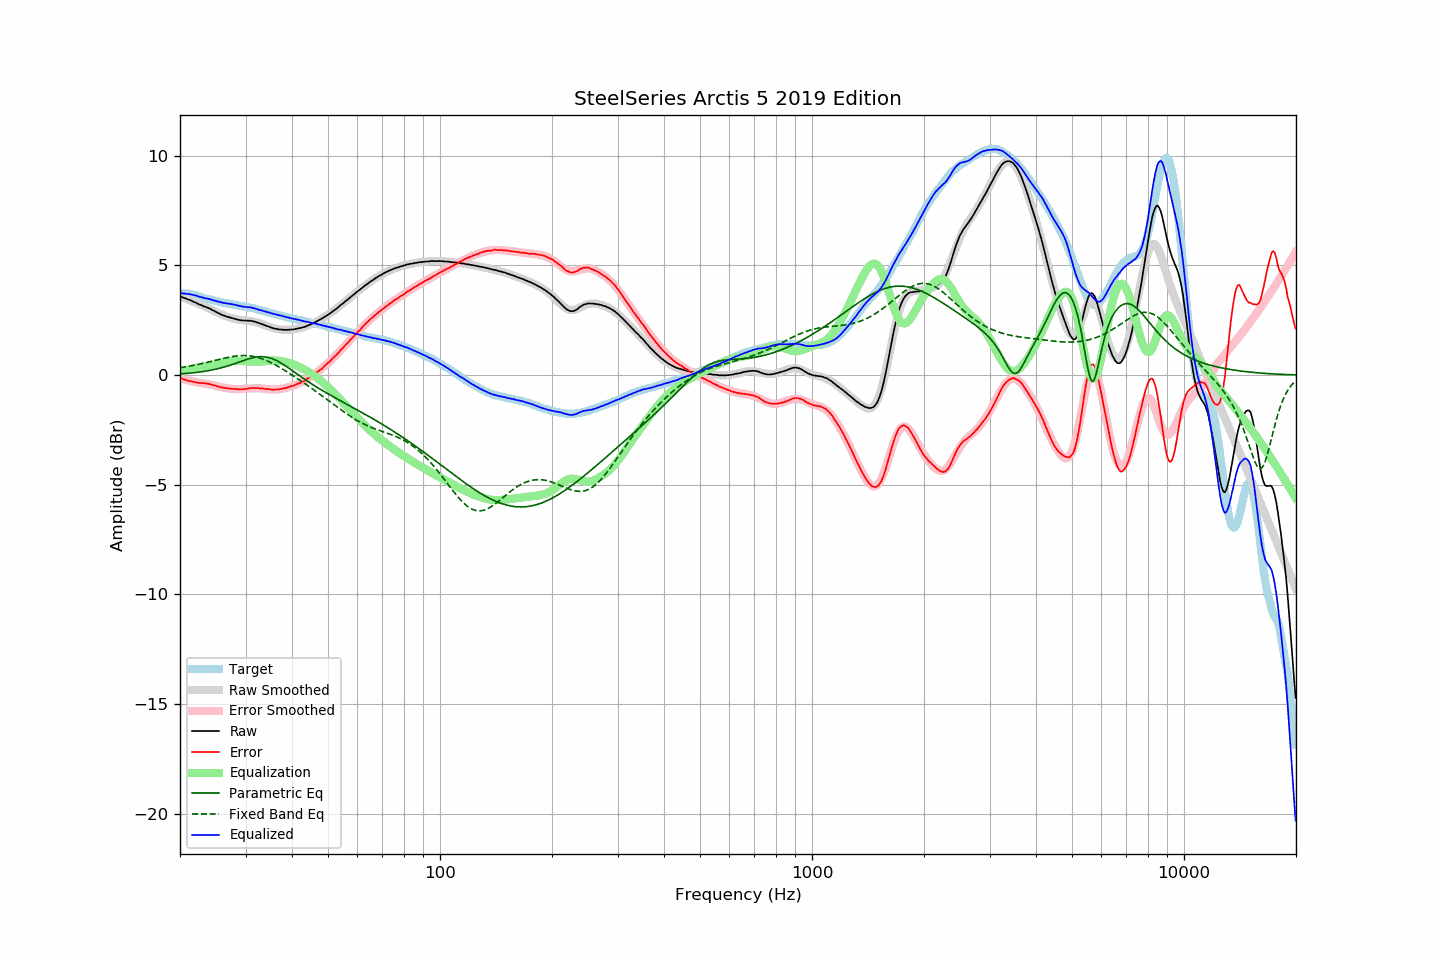 SteelSeries Arctis 5 2019 Edition
10
5
0
−5
−10
−15
−20
Amplitude (dBr)
Target
Raw Smoothed
Error Smoothed
Raw
Error
Equalization
Parametric Eq
Fixed Band Eq
Equalized
100
1000
10000
Frequency (Hz)